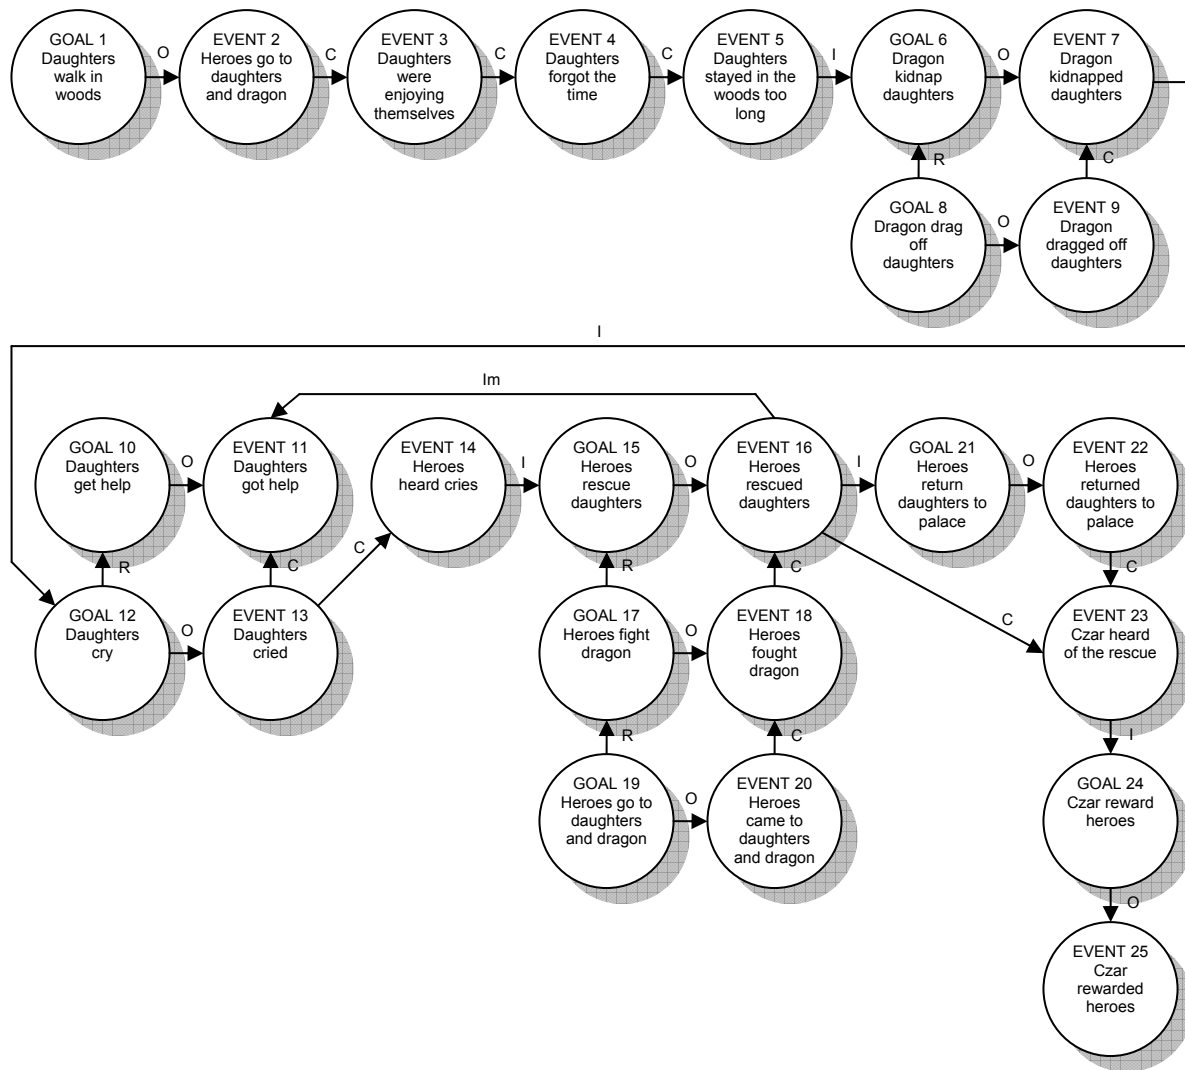 GOAL 1
Daughters
walk in
woods
O
EVENT 2
Heroes go to
daughters
and dragon
C
EVENT 3
Daughters
were
enjoying
themselves
C
EVENT 4
Daughters
forgot the
time
C
EVENT 5
Daughters
stayed in the
woods too
long
I
GOAL 6
Dragon
kidnap
daughters
O
EVENT 7
Dragon
kidnapped
daughters
R
C
GOAL 8
Dragon drag
off
daughters
O
EVENT 9
Dragon
dragged off
daughters
I
Im
GOAL 10
Daughters
get help
O
EVENT 11
Daughters
got help
EVENT 14
Heroes
heard cries
I
GOAL 15
Heroes
rescue
daughters
O
EVENT 16
Heroes
rescued
daughters
I
GOAL 21
Heroes
return
daughters to
palace
O
EVENT 22
Heroes
returned
daughters to
palace
R
C
C
R
C
C
GOAL 12
Daughters
cry
O
EVENT 13
Daughters
cried
GOAL 17
Heroes fight
dragon
O
EVENT 18
Heroes
fought
dragon
C
EVENT 23
Czar heard
of the rescue
R
C
I
GOAL 19
Heroes go to
daughters
and dragon
O
EVENT 20
Heroes
came to
daughters
and dragon
GOAL 24
Czar reward
heroes
O
EVENT 25
Czar
rewarded
heroes